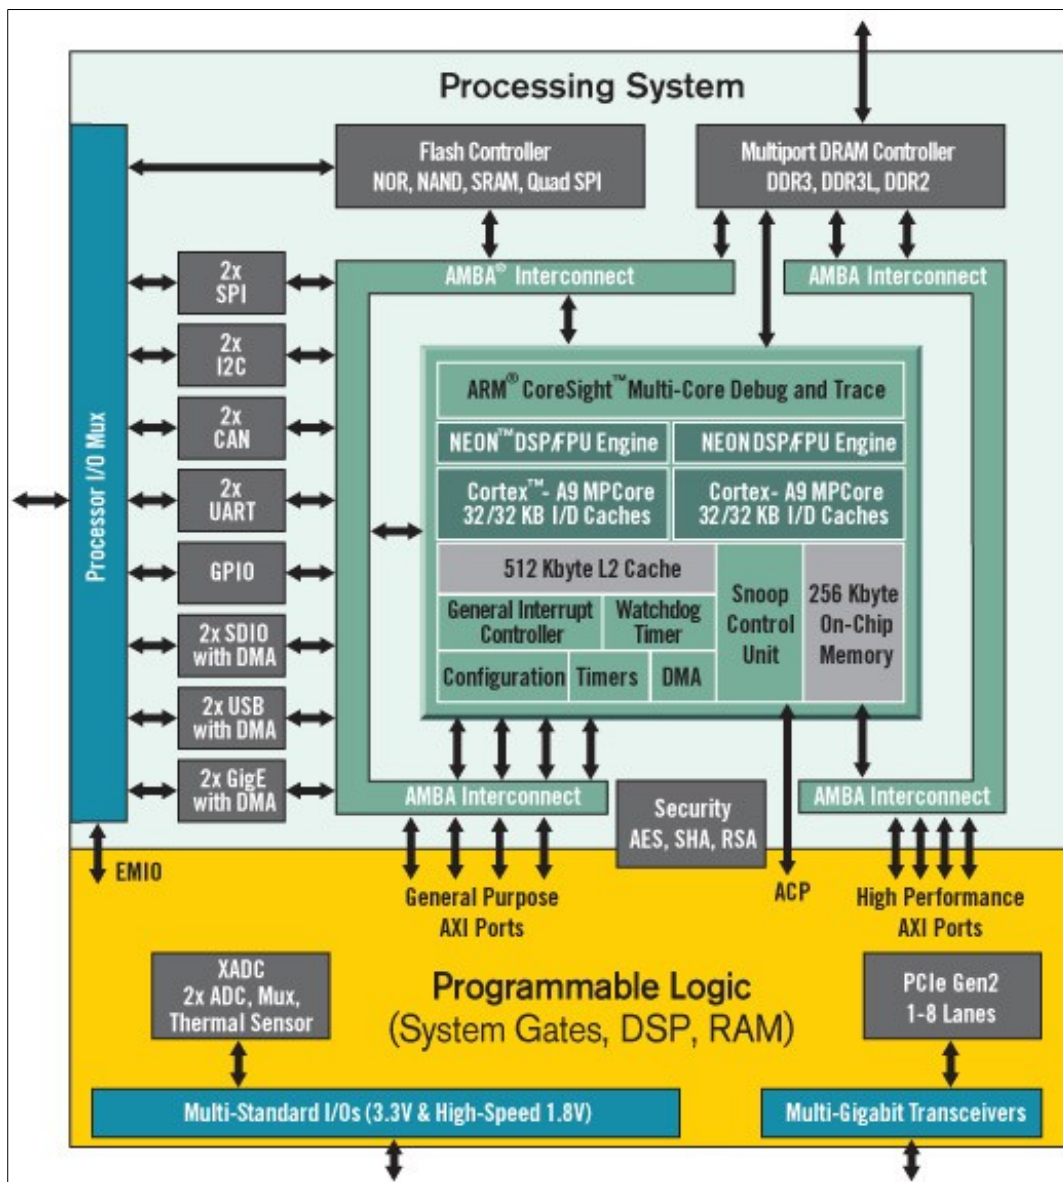 Processing System
Flash Controller
NOR, NAND, SRAM, Quad SPI
Multiport DRAM Controller
DDR3, DDR3L, DDR2
AMBA® Interconnect
AMBA Interconnect
Processor I/O Mux
2x
SPI
2x
I2C
2x
CAN
2x
UART
GPIO
2x SDIO
with DMA
2x USB
with DMA
2x GigE
with DMA
ARM® CoreSight™ Multi-Core Debug and Trace
NEON™ DSP/FPU Engine
NEON DSP/FPU Engine
Cortex™- A9 MPCore
32/32 KB I/D Caches
Cortex- A9 MPCore
32/32 KB I/D Caches
512 Kbyte L2 Cache
General Interrupt
Controller
Watchdog
Timer
Configuration
Timers
DMA
Snoop
Control
Unit
256 Kbyte
On-Chip
Memory
AMBA Interconnect
Security
AES, SHA, RSA
AMBA Interconnect
EMIO
General Purpose
AXI Ports
ACP
High Performance
AXI Ports
XADC
2x ADC, Mux,
Thermal Sensor
Programmable Logic
(System Gates, DSP, RAM)
PCIe Gen2
1-8 Lanes
Multi-Standard I/Os (3.3V & High-Speed 1.8V)
Multi-Gigabit Transceivers